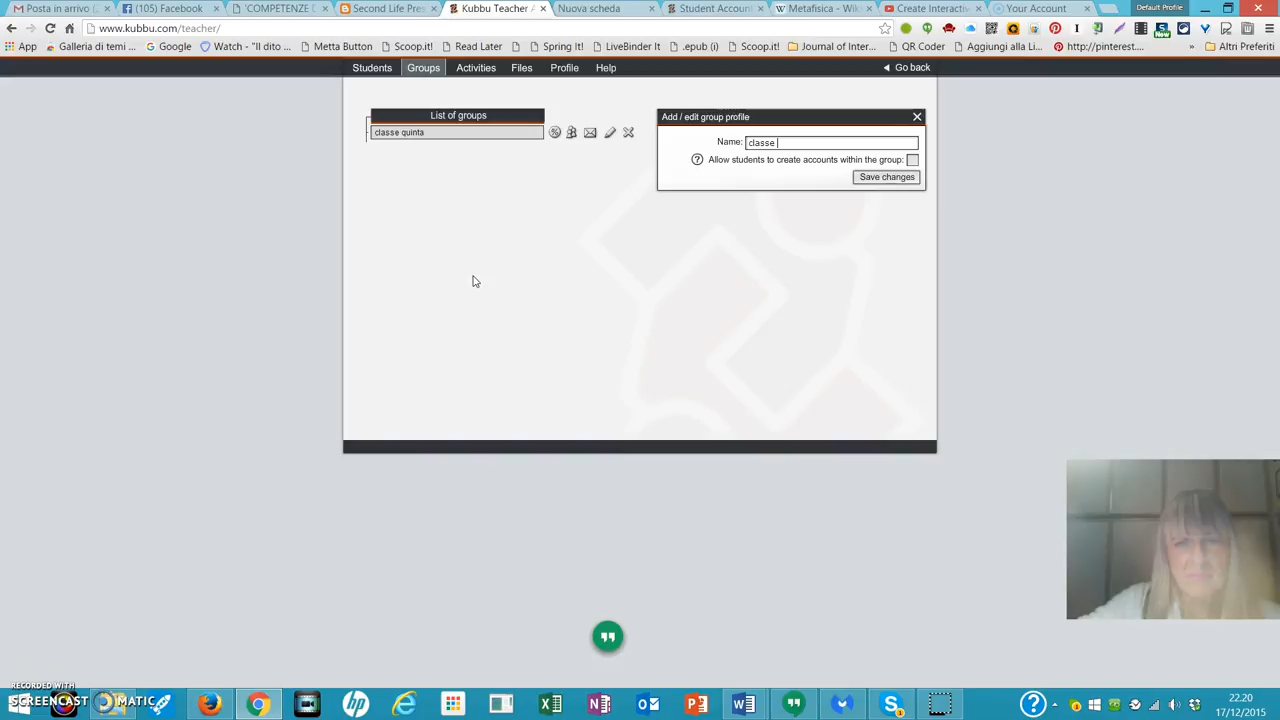 Posta in arrivo (
(105) Facebook
'COMPETENZE D
Second Life Pres
Kubbu Teacher A
Nuova scheda
Student Account
Metafisica - Wiki
Create Interactiv
Your Account
Default Profile
www.kubbu.com/teacher/
App
Galleria di temi ...
Google
Watch - "Il dito ...
Metta Button
Scoop.it!
Read Later
Spring It!
LiveBinder It
.epub (i)
Scoop.it!
Journal of Inter...
QR Coder
Aggiungi alla Li...
http://pinterest....
»
Altri Preferiti
Students
Groups
Activities
Files
Profile
Help
Go back
List of groups
classe quinta
Add / edit group profile
Name: classe
Allow students to create accounts within the group:
Save changes
RECORDED WITH
SCREENCAST MATIC
22.20
17/12/2015